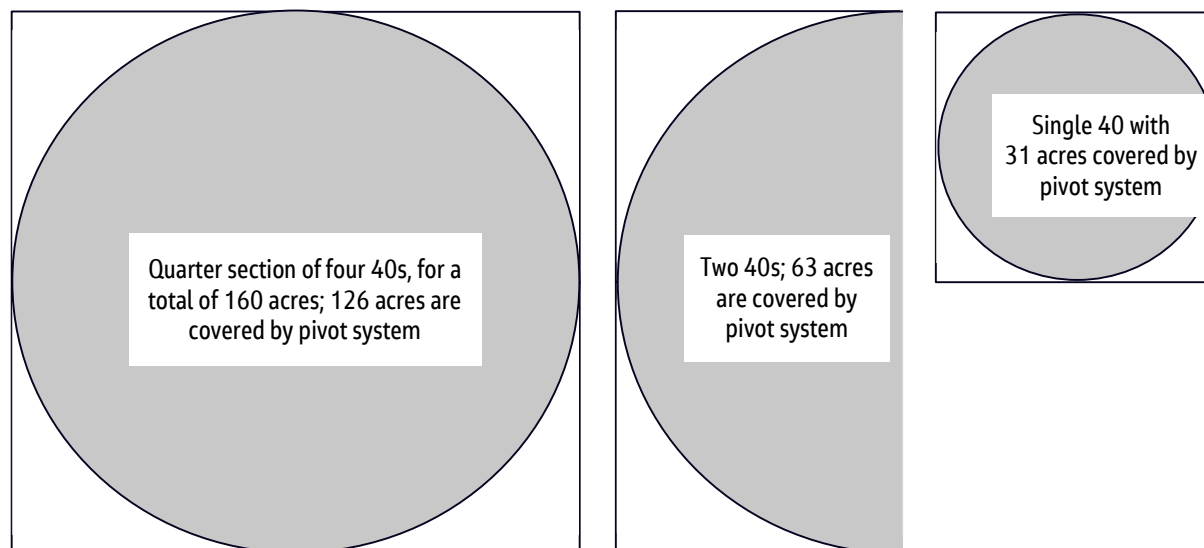 Quarter section of four 40s, for a
total of 160 acres; 126 acres are
covered by pivot system
Two 40s; 63 acres
are covered by
pivot system
Single 40 with
31 acres covered by
pivot system